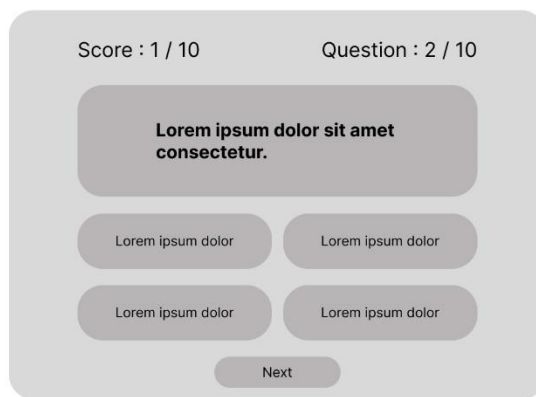 Score : 1 / 10
Question : 2 / 10
Lorem ipsum dolor sit amet
consectetur.
Lorem ipsum dolor
Lorem ipsum dolor
Lorem ipsum dolor
Lorem ipsum dolor
Next